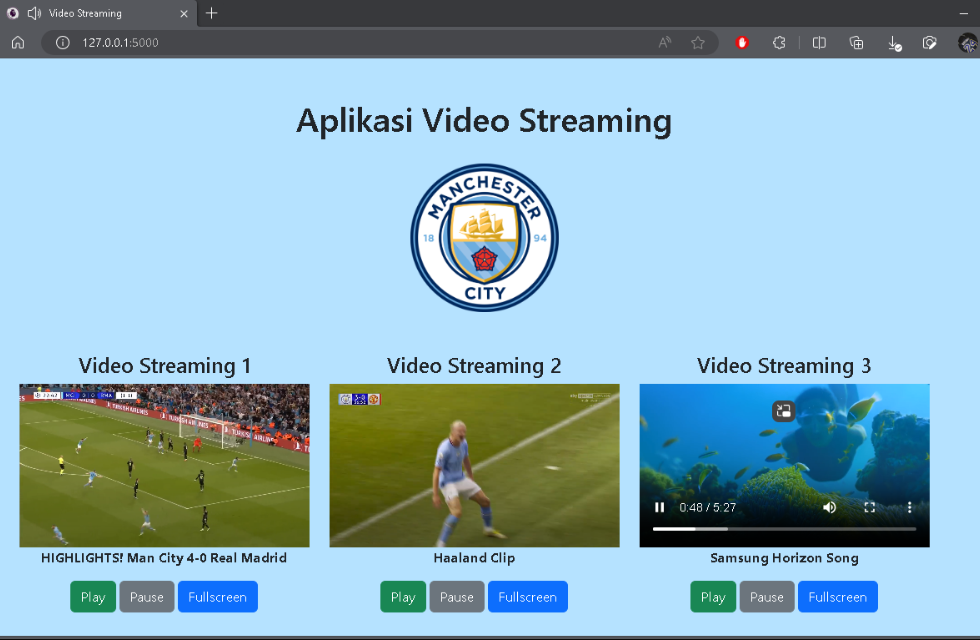 Video Streaming
127.0.0.1:5000
Aplikasi Video Streaming
MANCHESTER
18 94
CITY
Video Streaming 1
Video Streaming 2
Video Streaming 3
TURKISH AIRLINES
0:48 / 5:27
HIGHLIGHTS! Man City 4-0 Real Madrid
Haaland Clip
Samsung Horizon Song
Play Pause Fullscreen
Play Pause Fullscreen
Play Pause Fullscreen